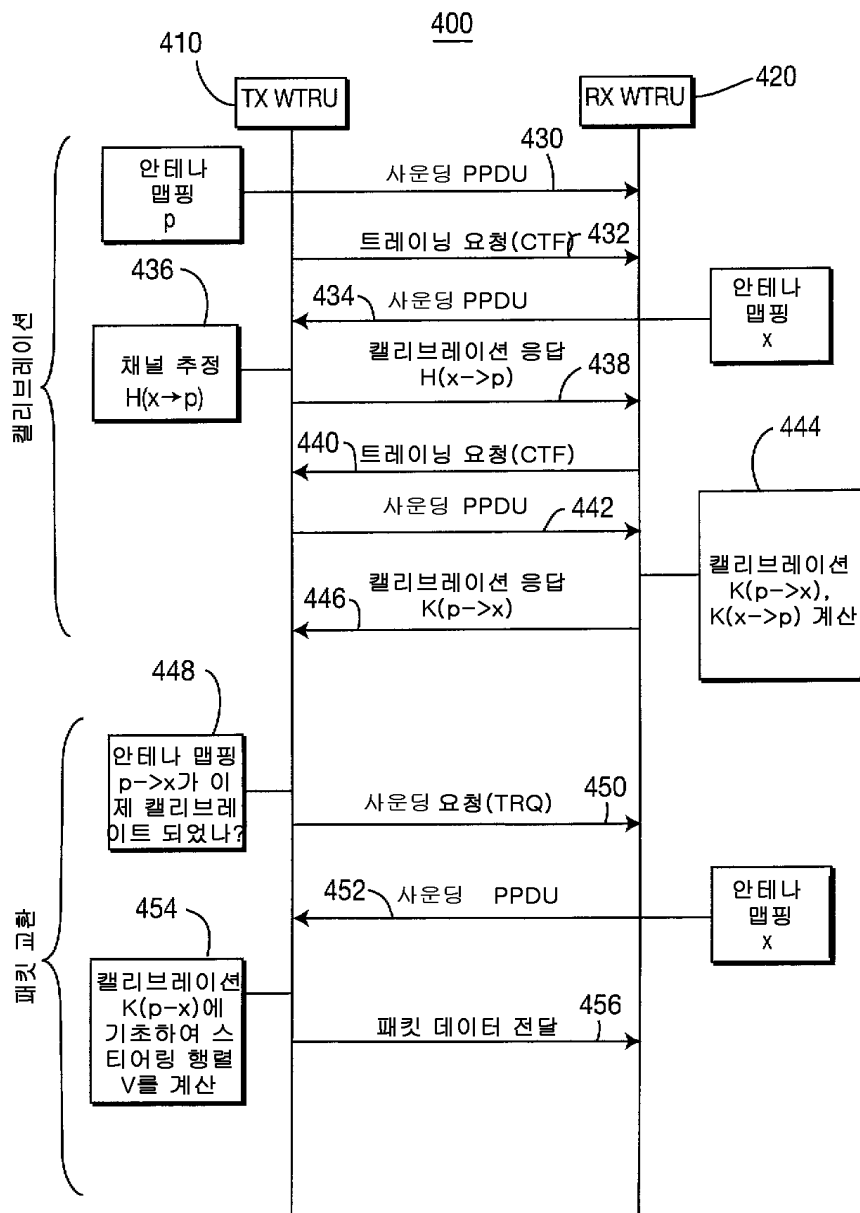 400
410
TX WTRU
RX WTRU
420
안테나
맵핑
p
사운딩 PPDU
430
트레이닝 요청(CTF)
432
436
434
사운딩 PPDU
안테나
맵핑
x
채널 추정
H(x→p)
캘리브레이션 응답
H(x->p)
438
캘리브레이션
440
트레이닝 요청(CTF)
444
사운딩 PPDU
442
캘리브레이션
K(p->x),
K(x->p) 계산
캘리브레이션 응답
K(p->x)
446
448
안테나 맵핑
p->x가 이
제 캘리브레
이트 되었나?
사운딩 요청(TRQ)
450
452
사운딩 PPDU
안테나
맵핑
x
패킷 교환
454
캘리브레이션
K(p-x)에
기초하여 스
티어링 행렬
V를 계산
패킷 데이터 전달
456